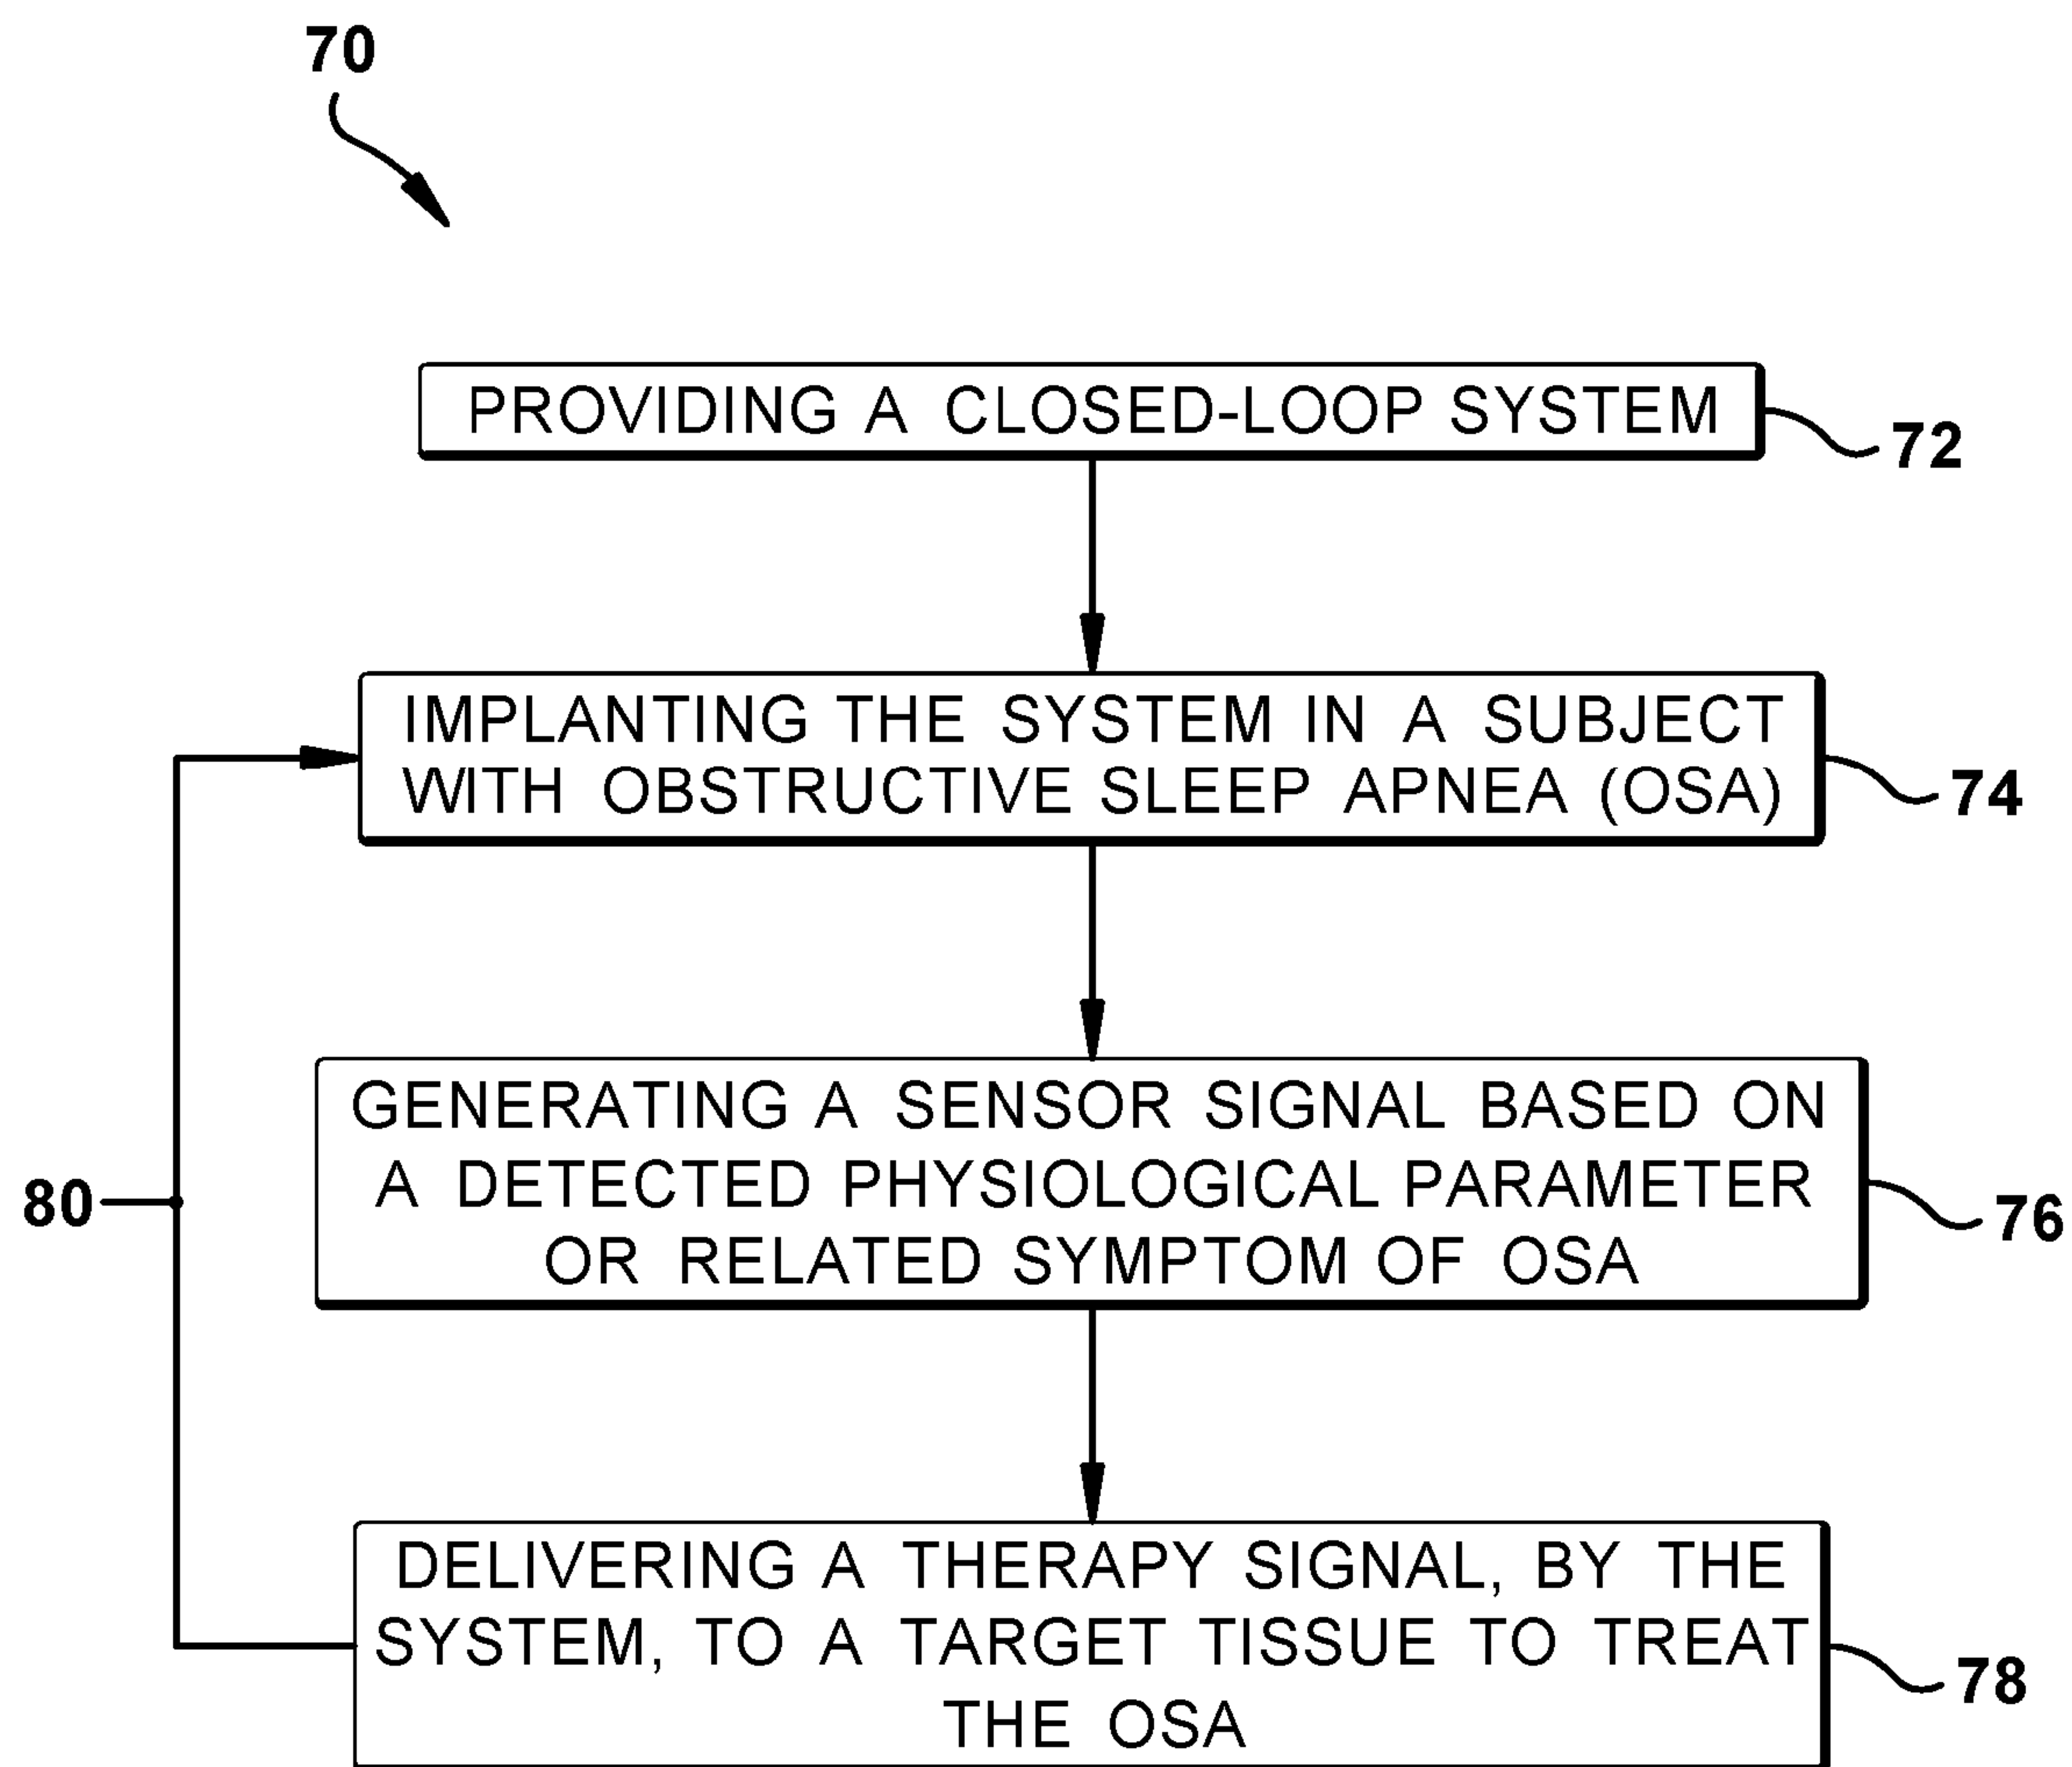 70
PROVIDING A CLOSED-LOOP SYSTEM
72
IMPLANTING THE SYSTEM IN A SUBJECT
WITH OBSTRUCTIVE SLEEP APNEA (OSA)
74
GENERATING A SENSOR SIGNAL BASED ON
A DETECTED PHYSIOLOGICAL PARAMETER
OR RELATED SYMPTOM OF OSA
76
80
DELIVERING A THERAPY SIGNAL, BY THE
SYSTEM, TO A TARGET TISSUE TO TREAT
THE OSA
78